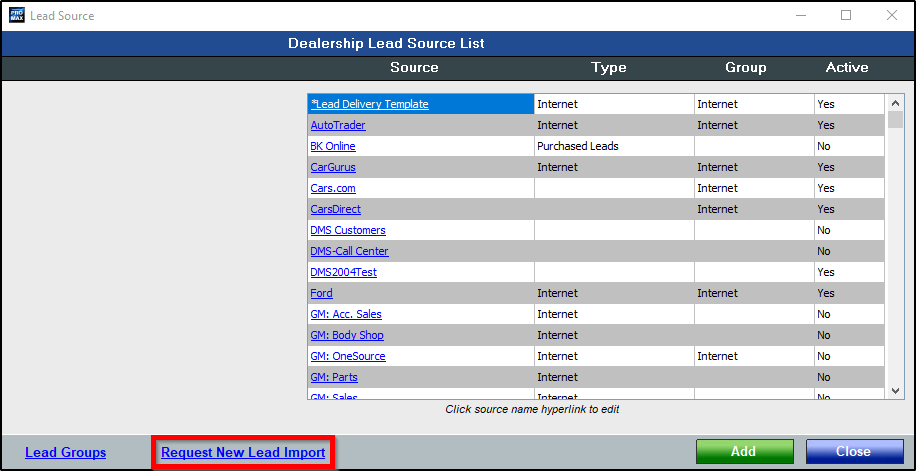 PRO MAX Lead Source
Dealership Lead Source List
Source Type Group Active
*Lead Delivery Template Internet Internet Yes
AutoTrader Internet Internet Yes
BK Online Purchased Leads No
CarGurus Internet Internet Yes
Cars.com Internet Yes
CarsDirect Internet Yes
DMS Customers No
DMS-Call Center No
DMS2004Test Yes
Ford Internet Internet Yes
GM: Acc. Sales Internet No
GM: Body Shop Internet No
GM: OneSource Internet Internet No
GM: Parts Internet No
GM: Sales Internet No
Click source name hyperlink to edit
Lead Groups Request New Lead Import Add Close